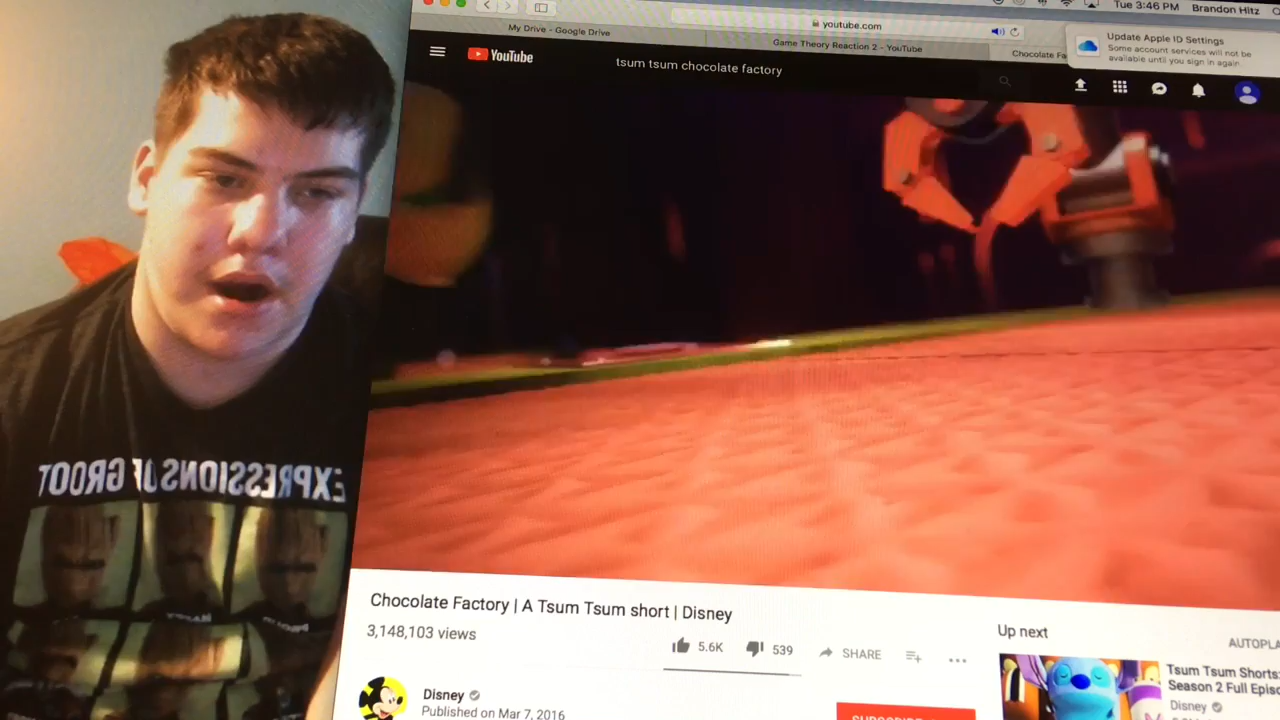 Tue 3:46 PM Brandon Hitz
youtube.com
My Drive - Google Drive
Game Theory Reaction 2 - YouTube
Chocolate Fa
Update Apple ID Settings
Some account services will not be
available until you sign in again.
YouTube
tsum tsum chocolate factory
EXPRESSIONS OF GROOT
Chocolate Factory | A Tsum Tsum short | Disney
3,148,103 views
5.6K
539
SHARE
Up next
AUTOPLA
Tsum Tsum Shorts:
Season 2 Full Episo
Disney
Disney
Published on Mar 7, 2016